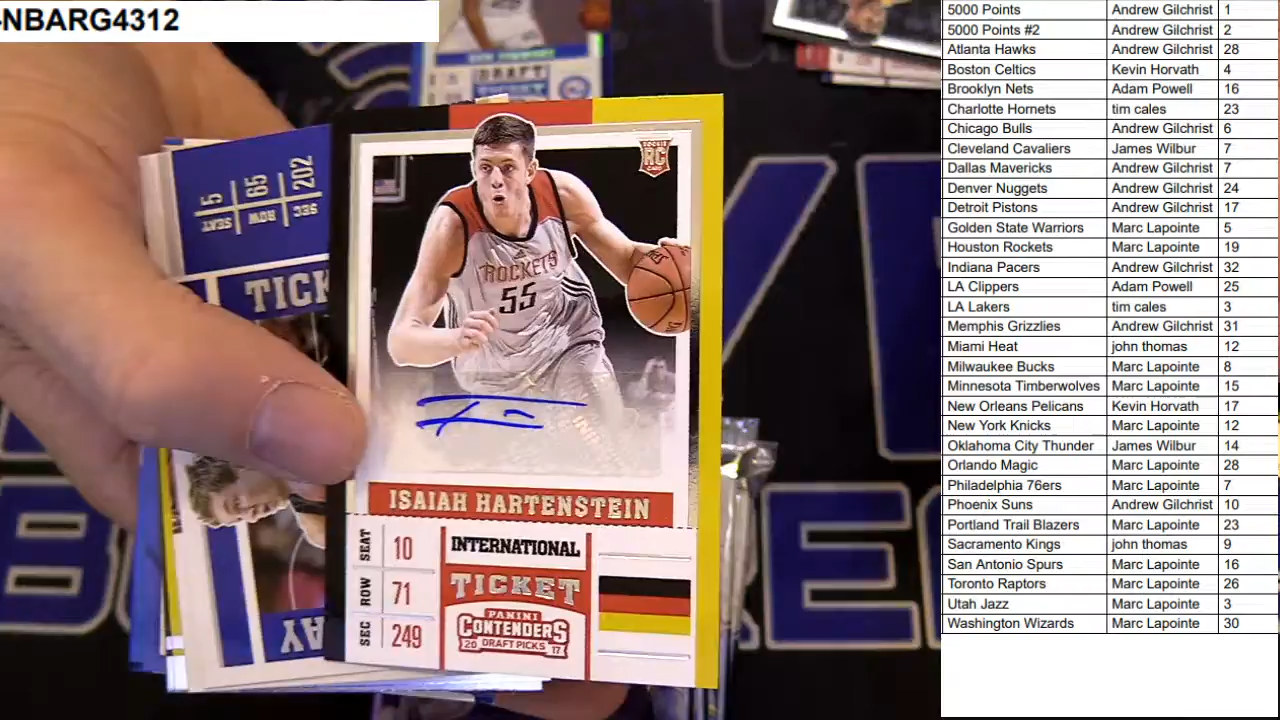 -NBARG4312
DRAFT
5 65 202
SEAT ROW SEC
TICK
ROOKIE
RC
CARD
ROCKETS
55
ISAIAH HARTENSTEIN
SEAT 10
ROW 71
SEC 249
INTERNATIONAL
TICKET
PANINI
CONTENDERS
20 DRAFT PICKS 17
AY
5000 Points Andrew Gilchrist 1
5000 Points #2 Andrew Gilchrist 2
Atlanta Hawks Andrew Gilchrist 28
Boston Celtics Kevin Horvath 4
Brooklyn Nets Adam Powell 16
Charlotte Hornets tim cales 23
Chicago Bulls Andrew Gilchrist 6
Cleveland Cavaliers James Wilbur 7
Dallas Mavericks Andrew Gilchrist 7
Denver Nuggets Andrew Gilchrist 24
Detroit Pistons Andrew Gilchrist 17
Golden State Warriors Marc Lapointe 5
Houston Rockets Marc Lapointe 19
Indiana Pacers Andrew Gilchrist 32
LA Clippers Adam Powell 25
LA Lakers tim cales 3
Memphis Grizzlies Andrew Gilchrist 31
Miami Heat john thomas 12
Milwaukee Bucks Marc Lapointe 8
Minnesota Timberwolves Marc Lapointe 15
New Orleans Pelicans Kevin Horvath 17
New York Knicks Marc Lapointe 12
Oklahoma City Thunder James Wilbur 14
Orlando Magic Marc Lapointe 28
Philadelphia 76ers Marc Lapointe 7
Phoenix Suns Andrew Gilchrist 10
Portland Trail Blazers Marc Lapointe 23
Sacramento Kings john thomas 9
San Antonio Spurs Marc Lapointe 16
Toronto Raptors Marc Lapointe 26
Utah Jazz Marc Lapointe 3
Washington Wizards Marc Lapointe 30